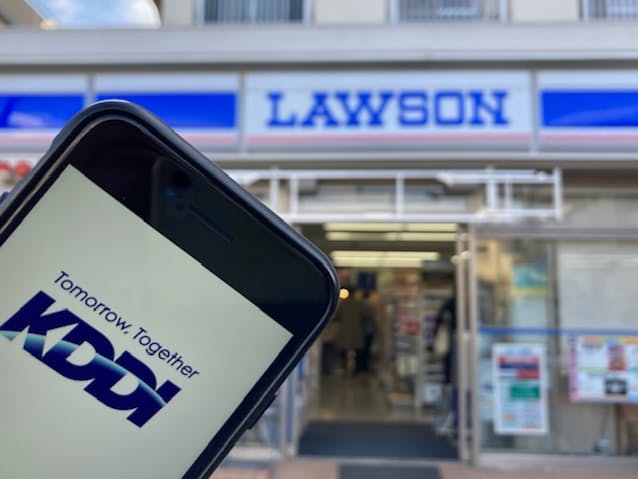 LAWSON
Tomorrow, Together
KDDI